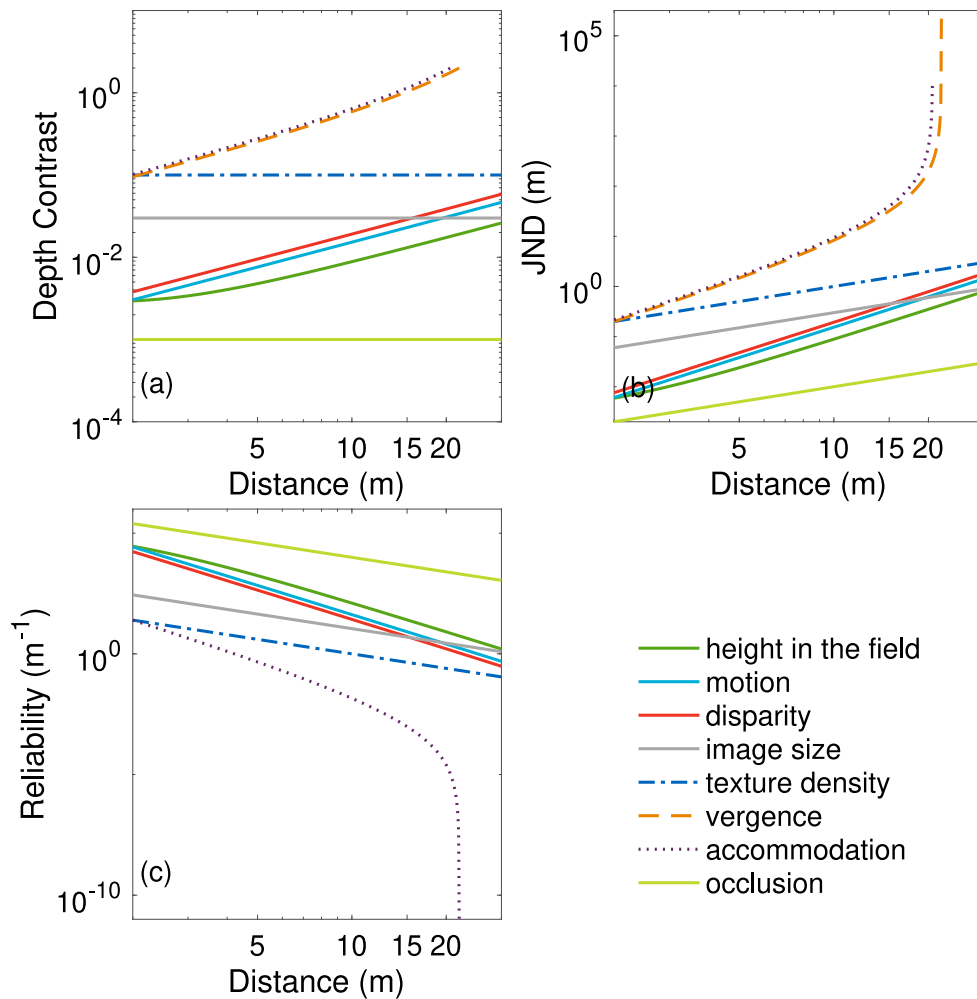 10^0
10^-2
10^-4
Depth Contrast
(a)
5 10 15 20
Distance (m)
10^5
10^0
JND (m)
(b)
5 10 15 20
Distance (m)
10^0
10^-10
Reliability (m^-1)
(c)
5 10 15 20
Distance (m)
height in the field
motion
disparity
image size
texture density
vergence
accommodation
occlusion